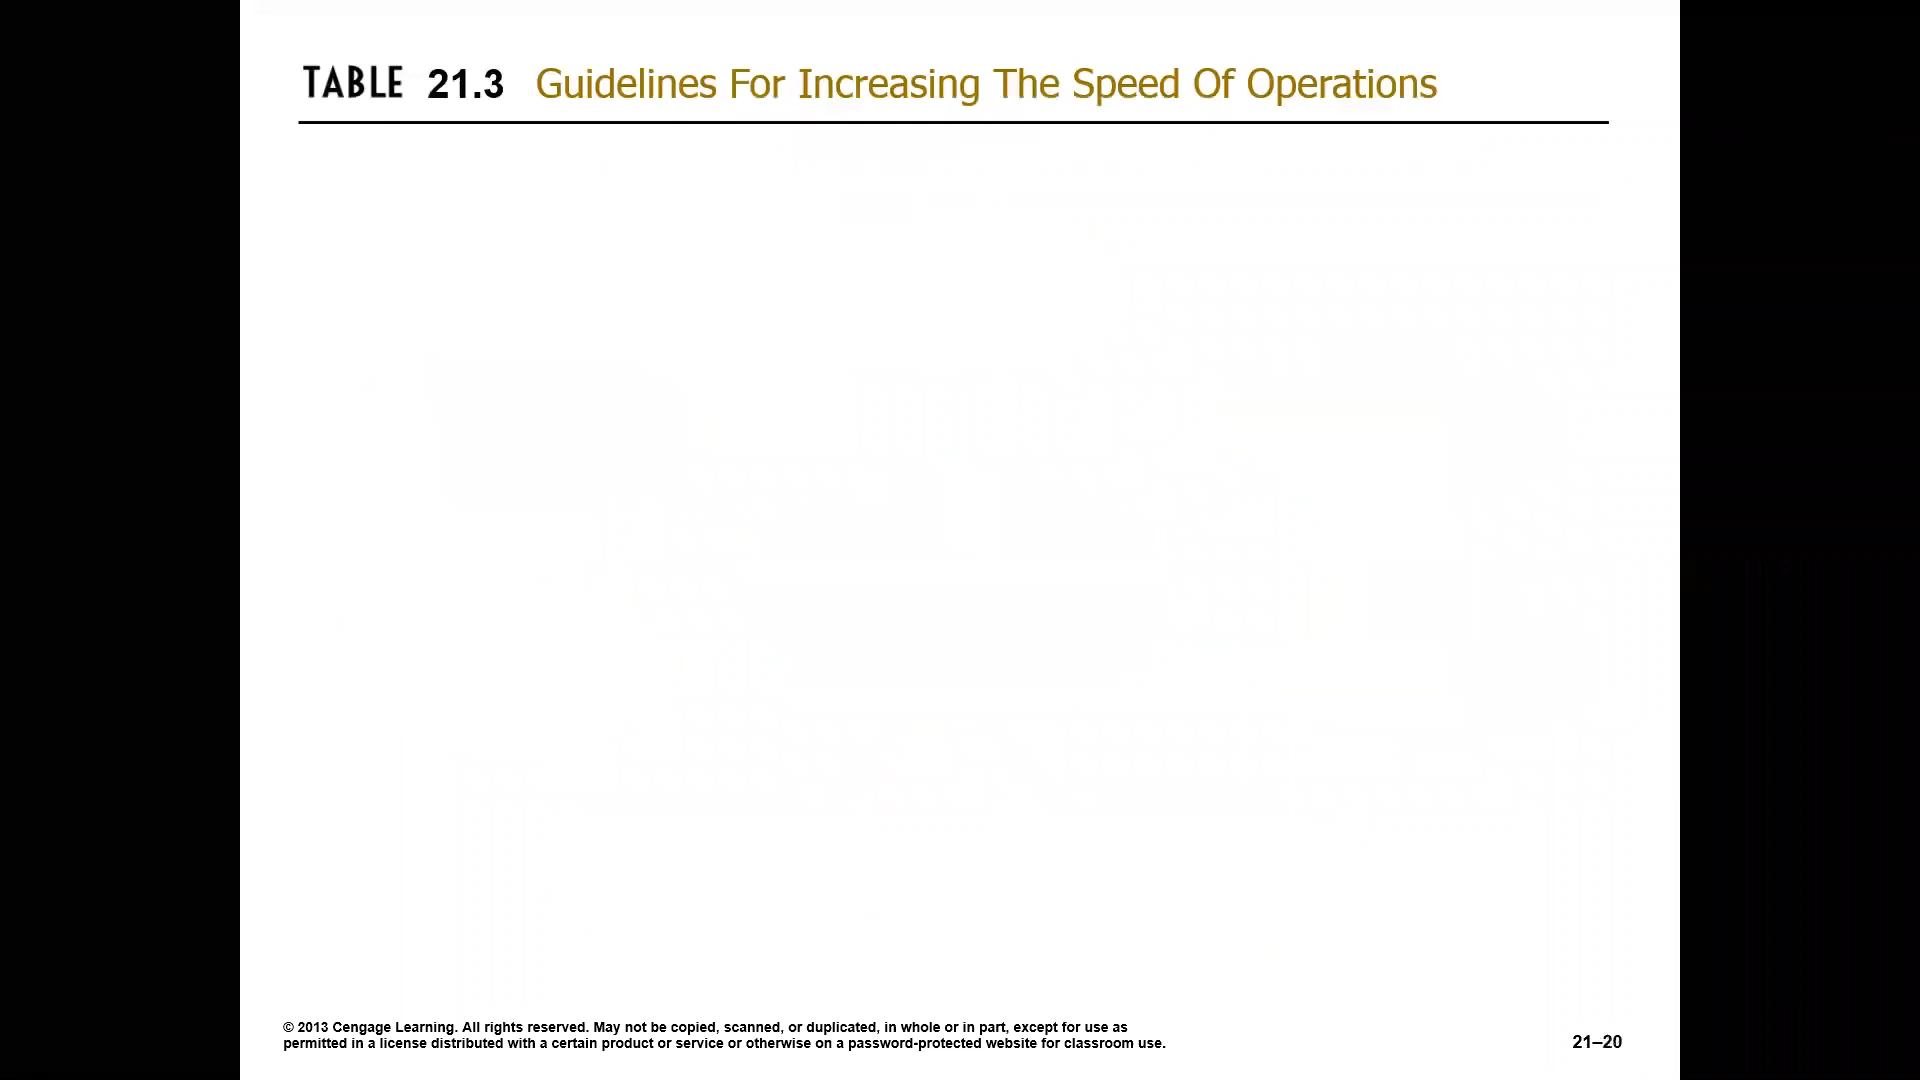 TABLE 21.3 Guidelines For Increasing The Speed Of Operations
© 2013 Cengage Learning. All rights reserved. May not be copied, scanned, or duplicated, in whole or in part, except for use as
permitted in a license distributed with a certain product or service or otherwise on a password-protected website for classroom use.
21–20